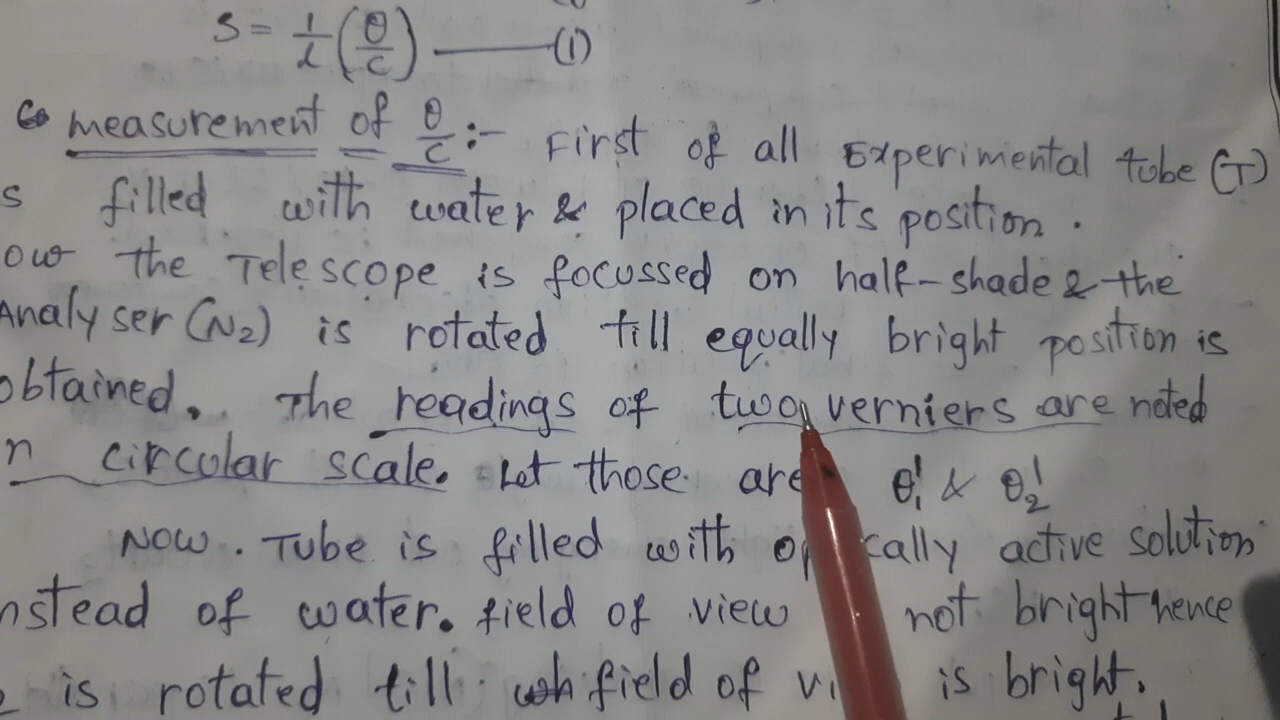 S = 1/l (θ/c) ——— (1)
measurement of θ/c :- First of all Experimental tube (T)
s filled with water & placed in its position .
ow the Telescope is focussed on half-shade & the
Analyser (N₂) is rotated till equally bright position is
obtained. The readings of two verniers are noted
n circular scale. Let those are θ₁' & θ₂'
Now . Tube is filled with op cally active solution
nstead of water. field of view not bright hence
2 is rotated till field of vi is bright.